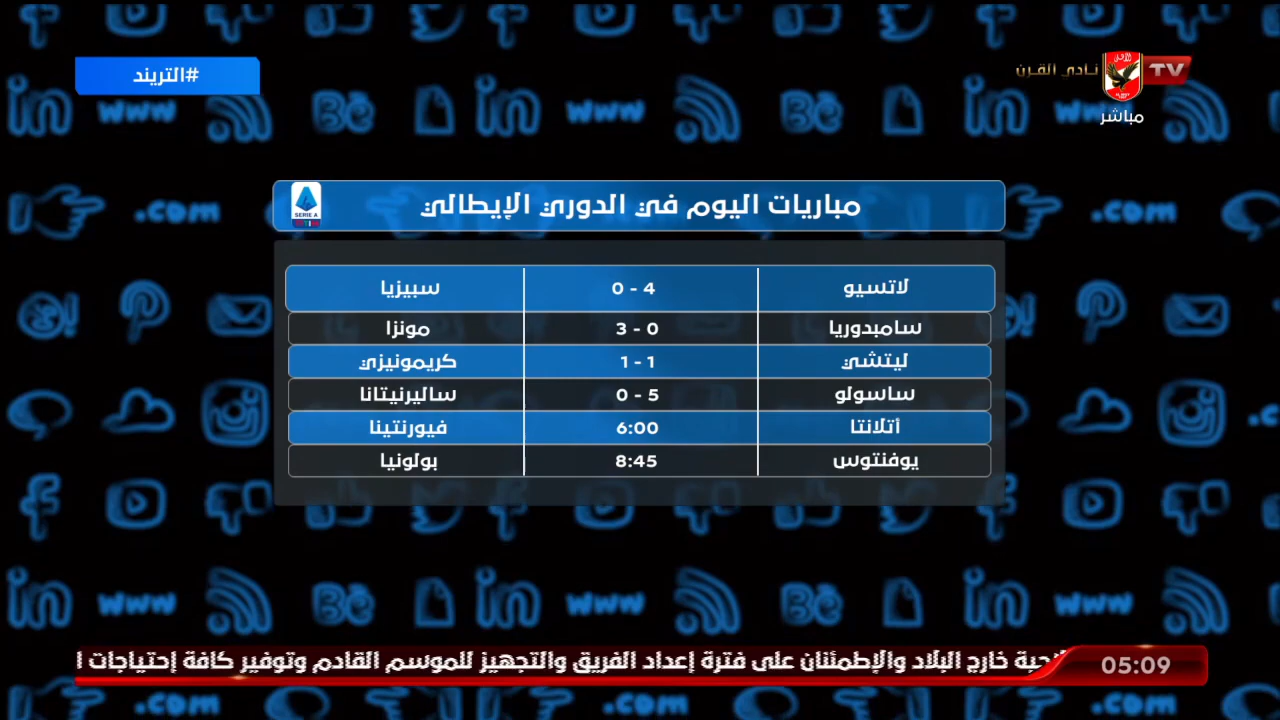 #التريند
نادي القرن
TV
مباشر
مباريات اليوم في الدوري الإيطالي
SERIE A
لاتسيو 4 - 0 سبيزيا
سامبدوريا 0 - 3 مونزا
ليتشي 1 - 1 كريمونيزي
ساسولو 5 - 0 ساليرنيتانا
أتلانتا 6:00 فيورنتينا
يوفنتوس 8:45 بولونيا
05:09
خارج البلاد والإطمئنان على فترة إعداد الفريق والتجهيز للموسم القادم وتوفير كافة إحتياجات ا